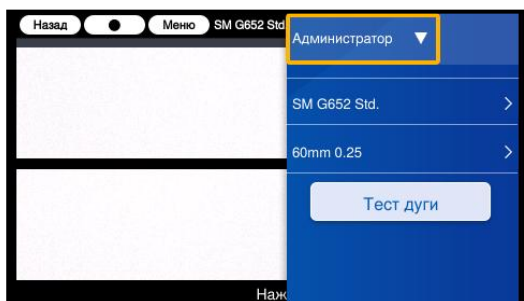 Назад Меню SM G652 Std
Администратор
SM G652 Std.
60mm 0.25
Тест дуги
Наж